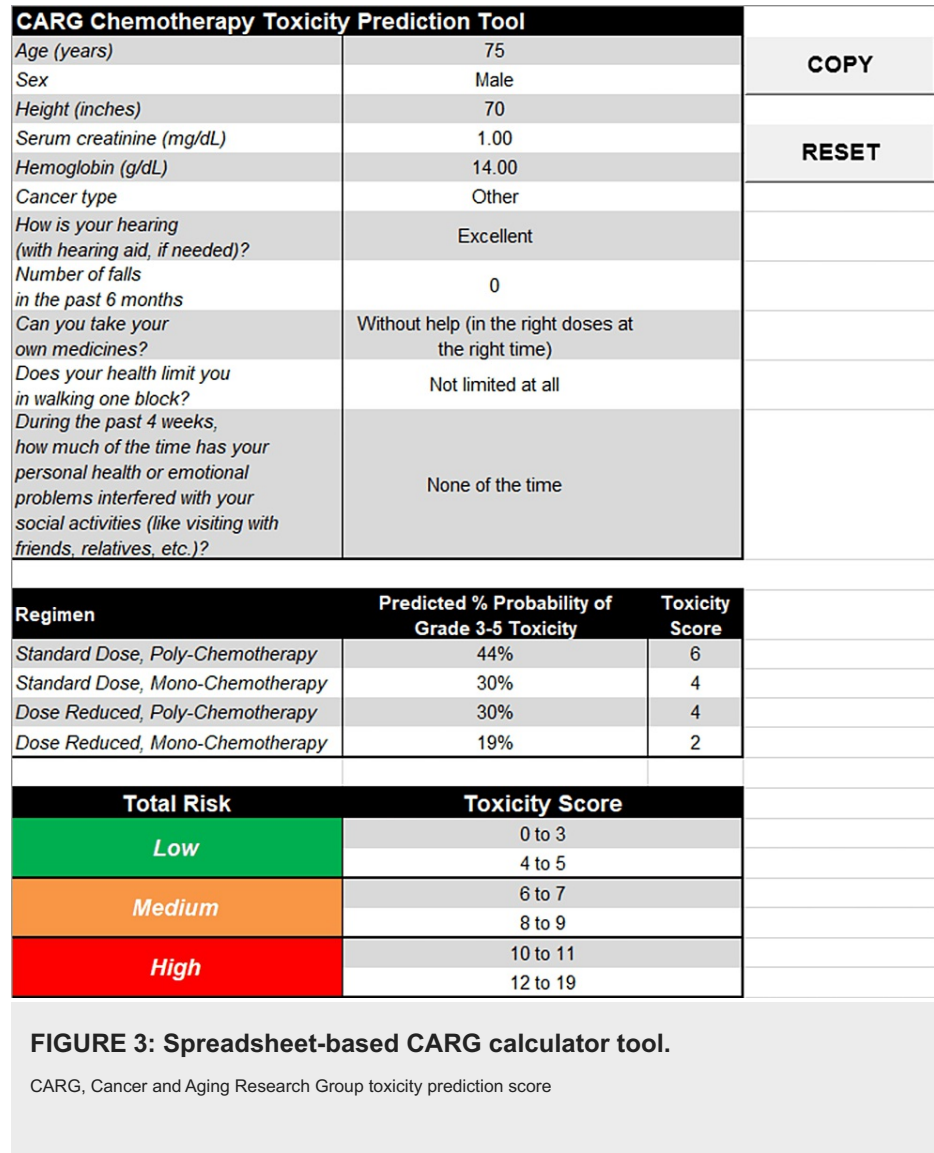 CARG Chemotherapy Toxicity Prediction Tool
Age (years) 75
COPY
Sex Male
Height (inches) 70
Serum creatinine (mg/dL) 1.00
RESET
Hemoglobin (g/dL) 14.00
Cancer type Other
How is your hearing
(with hearing aid, if needed)?
Excellent
Number of falls
in the past 6 months
0
Can you take your
own medicines?
Without help (in the right doses at
the right time)
Does your health limit you
in walking one block?
Not limited at all
During the past 4 weeks,
how much of the time has your
personal health or emotional
problems interfered with your
social activities (like visiting with
friends, relatives, etc.)?
None of the time
Regimen
Predicted % Probability of
Grade 3-5 Toxicity
Toxicity
Score
Standard Dose, Poly-Chemotherapy 44% 6
Standard Dose, Mono-Chemotherapy 30% 4
Dose Reduced, Poly-Chemotherapy 30% 4
Dose Reduced, Mono-Chemotherapy 19% 2
Total Risk Toxicity Score
Low
0 to 3
4 to 5
Medium
6 to 7
8 to 9
High
10 to 11
12 to 19
FIGURE 3: Spreadsheet-based CARG calculator tool.
CARG, Cancer and Aging Research Group toxicity prediction score